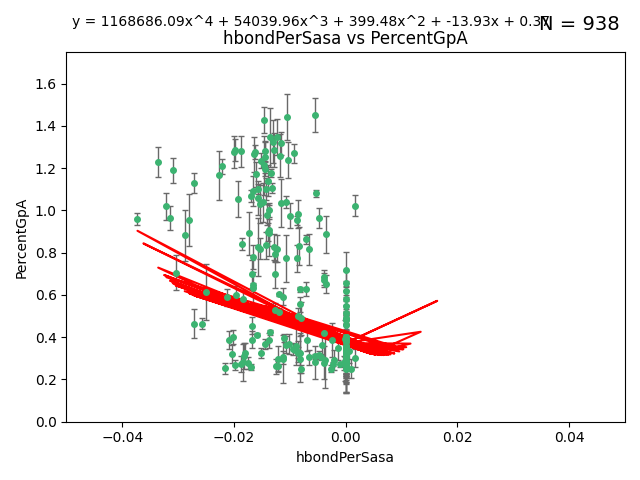 y = 1168686.09x^4 + 54039.96x^3 + 399.48x^2 + -13.93x + 0.37
N = 938
hbondPerSasa vs PercentGpA
1.6
1.4
1.2
1.0
0.8
0.6
0.4
0.2
0.0
PercentGpA
−0.04 −0.02 0.00 0.02 0.04
hbondPerSasa